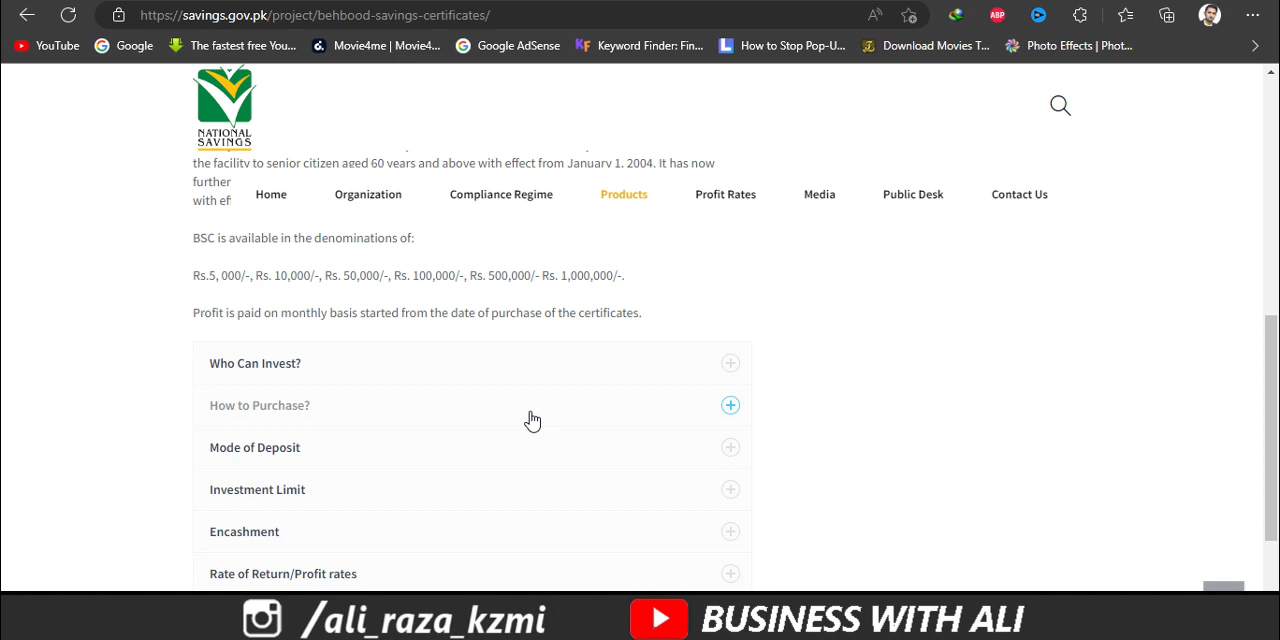 https://savings.gov.pk/project/behbood-savings-certificates/
A
ABP
YouTube
Google
The fastest free You...
Movie4me | Movie4...
Google AdSense
KF
Keyword Finder: Fin...
L
How to Stop Pop-U...
Download Movies T...
Photo Effects | Phot...
NATIONAL
SAVINGS
the facility to senior citizen aged 60 years and above with effect from January 1, 2004. It has now
further
with ef
Home
Organization
Compliance Regime
Products
Profit Rates
Media
Public Desk
Contact Us
BSC is available in the denominations of:
Rs.5, 000/-, Rs. 10,000/-, Rs. 50,000/-, Rs. 100,000/-, Rs. 500,000/- Rs. 1,000,000/-.
Profit is paid on monthly basis started from the date of purchase of the certificates.
Who Can Invest?
How to Purchase?
Mode of Deposit
Investment Limit
Encashment
Rate of Return/Profit rates
/ali_raza_kzmi
BUSINESS WITH ALI